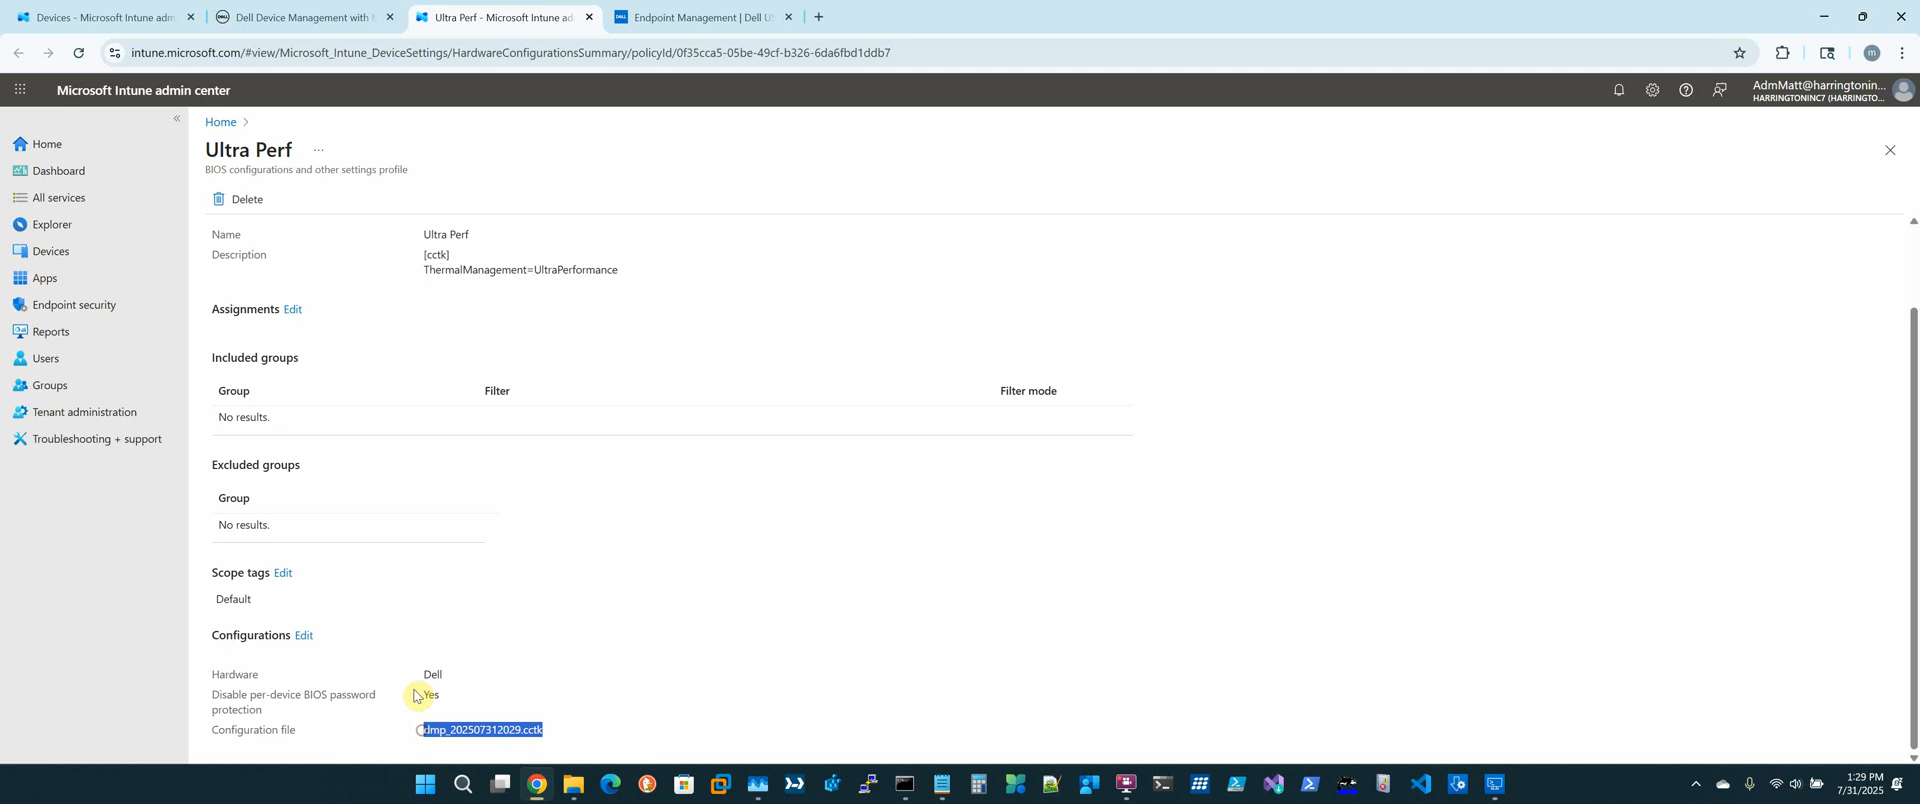 Devices - Microsoft Intune adm
Dell Device Management with M
Ultra Perf - Microsoft Intune ad
Endpoint Management | Dell US
intune.microsoft.com/#view/Microsoft_Intune_DeviceSettings/HardwareConfigurationsSummary/policyId/0f35cca5-05be-49cf-b326-6da6fbd1ddb7
m
Microsoft Intune admin center
AdmMatt@harringtonin...
HARRINGTONINC7 (HARRINGTO...
Home
Dashboard
All services
Explorer
Devices
Apps
Endpoint security
Reports
Users
Groups
Tenant administration
Troubleshooting + support
Home >
Ultra Perf ...
BIOS configurations and other settings profile
Delete
Name Ultra Perf
Description [cctk]
ThermalManagement=UltraPerformance
Assignments Edit
Included groups
Group Filter Filter mode
No results.
Excluded groups
Group
No results.
Scope tags Edit
Default
Configurations Edit
Hardware Dell
Disable per-device BIOS password Yes
protection
Configuration file dmp_202507312029.cctk
1:29 PM
7/31/2025